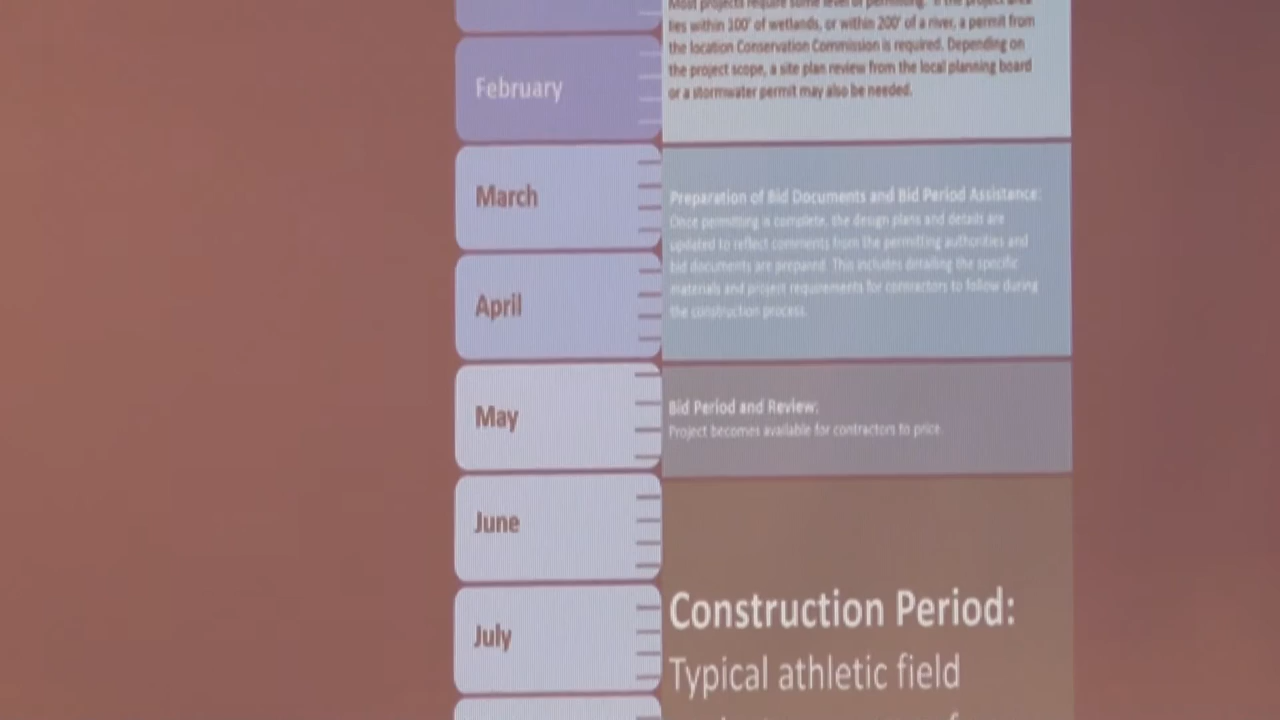 Most projects require some level of permitting. If the project area
lies within 100' of wetlands, or within 200' of a river, a permit from
the location Conservation Commission is required. Depending on
the project scope, a site plan review from the local planning board
or a stormwater permit may also be needed.
February
March
Preparation of Bid Documents and Bid Period Assistance:
Once permitting is complete, the design plans and details are
updated to reflect comments from the permitting authorities and
bid documents are prepared. This includes detailing the specific
materials and project requirements for contractors to follow during
the construction process.
April
May
Bid Period and Review:
Project becomes available for contractors to price.
June
July
Construction Period:
Typical athletic field